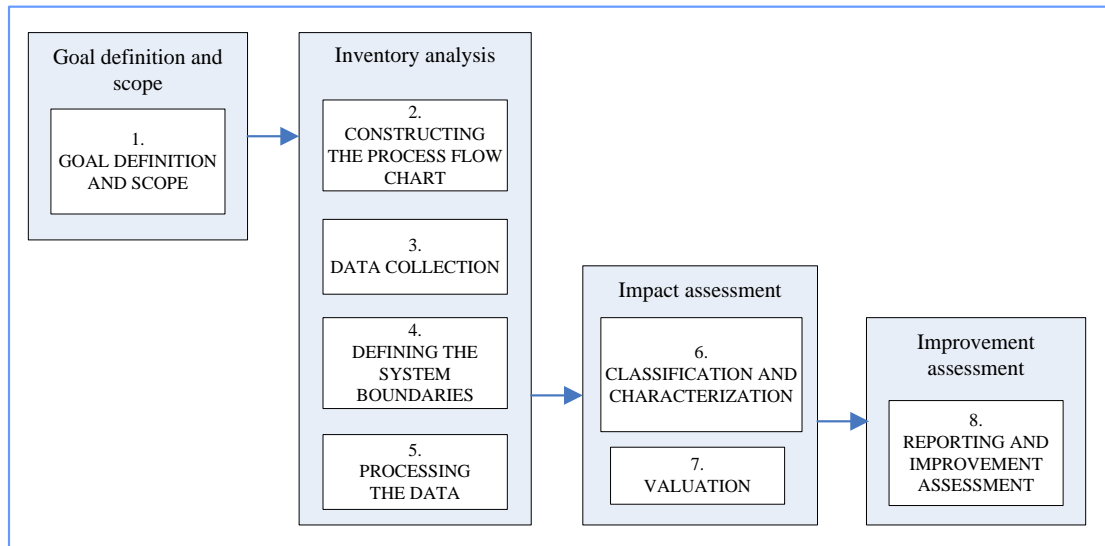 Goal definition and
scope
1.
GOAL DEFINITION
AND SCOPE
Inventory analysis
2.
CONSTRUCTING
THE PROCESS FLOW
CHART
3.
DATA COLLECTION
4.
DEFINING THE
SYSTEM
BOUNDARIES
5.
PROCESSING
THE DATA
Impact assessment
6.
CLASSIFICATION AND
CHARACTERIZATION
7.
VALUATION
Improvement
assessment
8.
REPORTING AND
IMPROVEMENT
ASSESSMENT